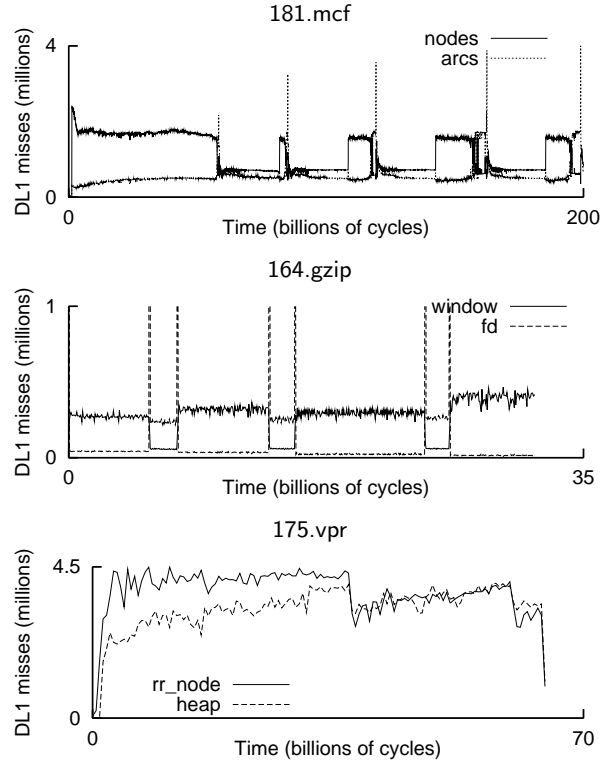 181.mcf
DL1 misses (millions)
4
0
nodes
arcs
0
200
Time (billions of cycles)
164.gzip
DL1 misses (millions)
1
0
window
fd
0
35
Time (billions of cycles)
175.vpr
DL1 misses (millions)
4.5
0
rr_node
heap
0
70
Time (billions of cycles)